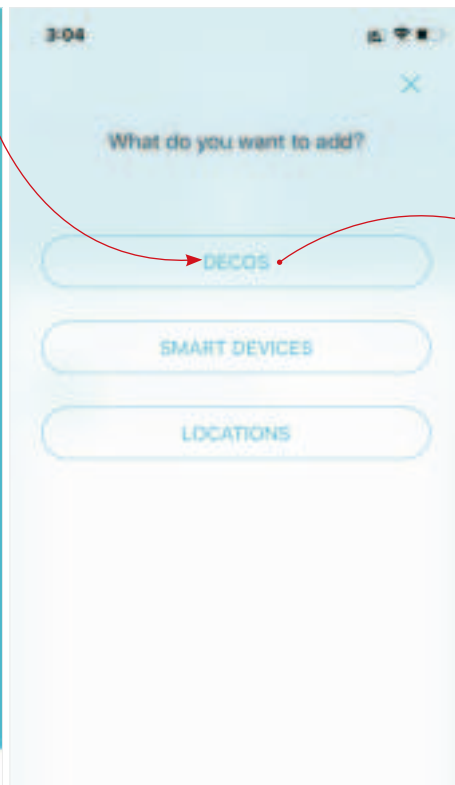 3:04
What do you want to add?
DECOS
SMART DEVICES
LOCATIONS